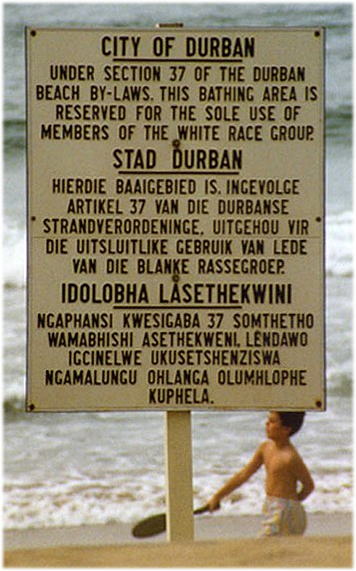 CITY OF DURBAN
UNDER SECTION 37 OF THE DURBAN
BEACH BY-LAWS. THIS BATHING AREA IS
RESERVED FOR THE SOLE USE OF
MEMBERS OF THE WHITE RACE GROUP.
STAD DURBAN
HIERDIE BAAIGEBIED IS, INGEVOLGE
ARTIKEL 37 VAN DIE DURBANSE
STRANDVERORDENINGE, UITGEHOU VIR
DIE UITSLUITLIKE GEBRUIK VAN LEDE
VAN DIE BLANKE RASSEGROEP.
IDOLOBHA LASETHEKWINI
NGAPHANSI KWESIGABA 37 SOMTHETHO
WAMABHISHI ASETHEKWENI, LENDAWO
IGCINELWE UKUSETSHENZISWA
NGAMALUNGU OHLANGA OLUMHLOPHE
KUPHELA.